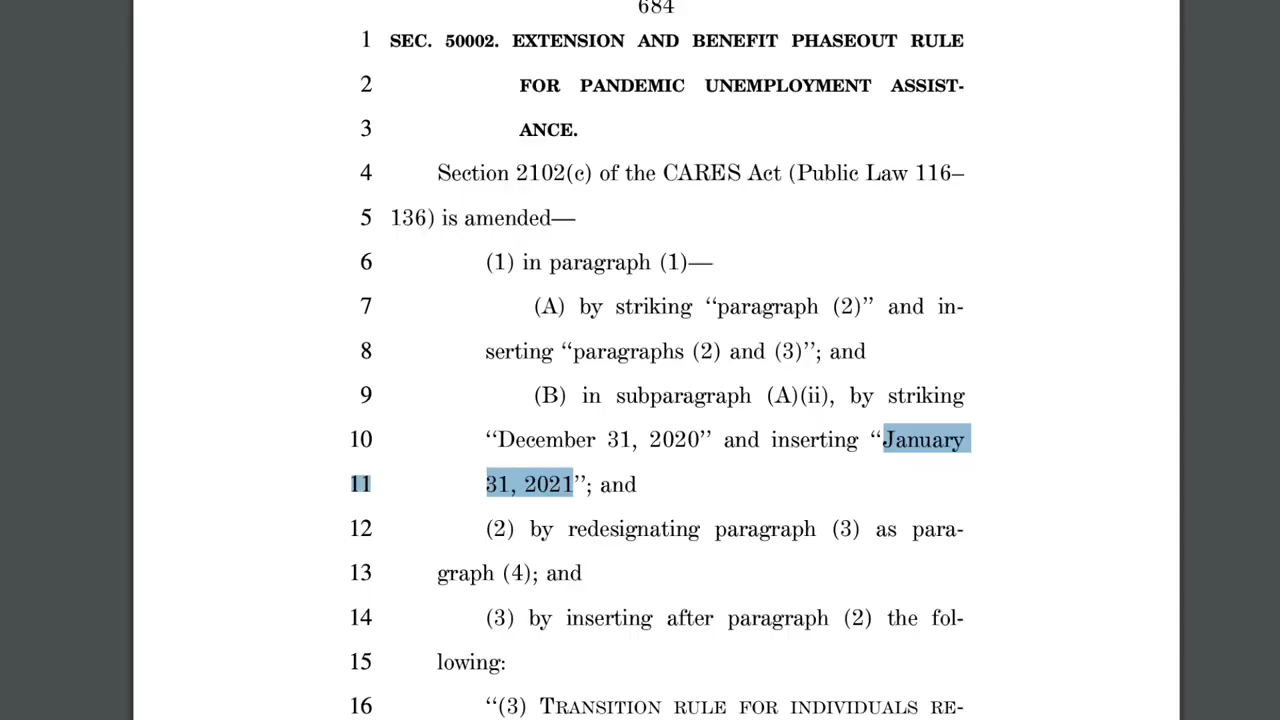 684
1 SEC. 50002. EXTENSION AND BENEFIT PHASEOUT RULE
2 FOR PANDEMIC UNEMPLOYMENT ASSIST-
3 ANCE.
4 Section 2102(c) of the CARES Act (Public Law 116–
5 136) is amended—
6 (1) in paragraph (1)—
7 (A) by striking ‘‘paragraph (2)’’ and in-
8 serting ‘‘paragraphs (2) and (3)’’; and
9 (B) in subparagraph (A)(ii), by striking
10 ‘‘December 31, 2020’’ and inserting ‘‘January
11 31, 2021’’; and
12 (2) by redesignating paragraph (3) as para-
13 graph (4); and
14 (3) by inserting after paragraph (2) the fol-
15 lowing:
16 ‘‘(3) TRANSITION RULE FOR INDIVIDUALS RE-